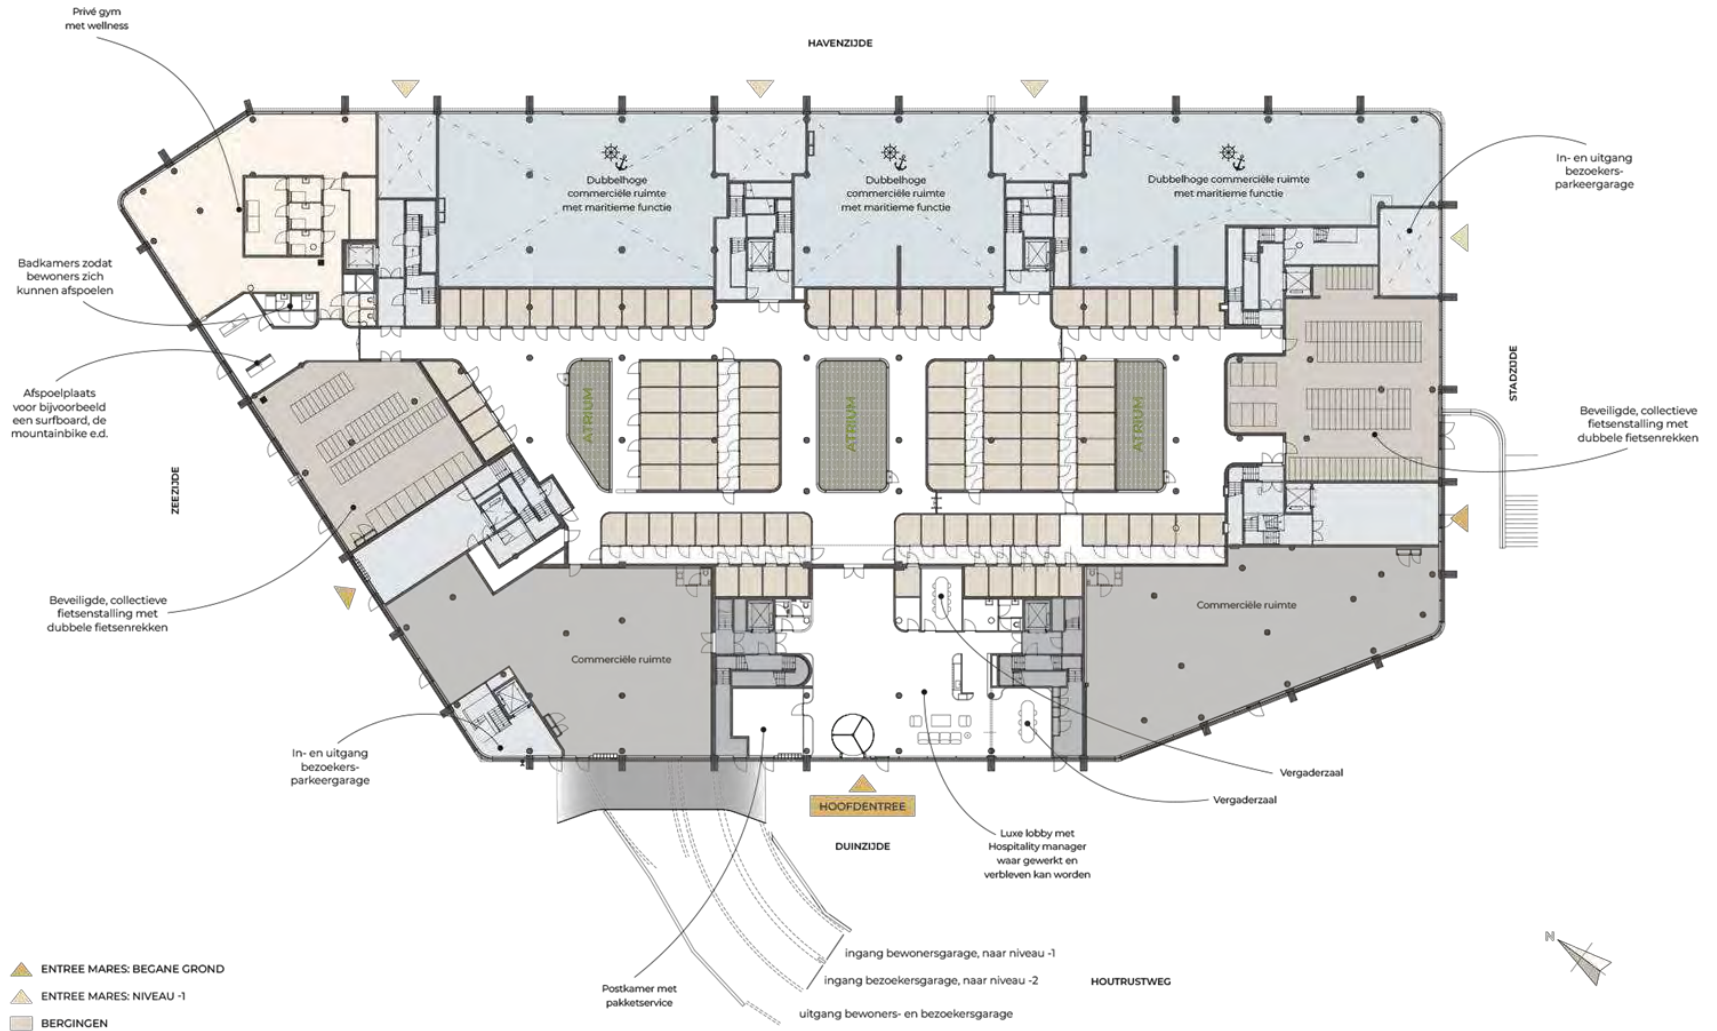 Privé gym
met wellness
HAVENZIJDE
In- en uitgang
bezoekers-
parkeergarage
Dubbelhoge
commerciële ruimte
met maritieme functie
Dubbelhoge
commerciële ruimte
met maritieme functie
Dubbelhoge commerciële ruimte
met maritieme functie
Badkamers zodat
bewoners zich
kunnen afspoelen
Afspoelplaats
voor bijvoorbeeld
een surfboard, de
mountainbike e.d.
ATRIUM
ATRIUM
ATRIUM
STADZIJDE
Beveiligde, collectieve
fietsenstalling met
dubbele fietsenrekken
ZEEZIJDE
Beveiligde, collectieve
fietsenstalling met
dubbele fietsenrekken
Commerciële ruimte
Commerciële ruimte
In- en uitgang
bezoekers-
parkeergarage
Vergaderzaal
Vergaderzaal
HOOFDENTREE
DUINZIJDE
Luxe lobby met
Hospitality manager
waar gewerkt en
verbleven kan worden
ingang bewonersgarage, naar niveau -1
ingang bezoekersgarage, naar niveau -2
HOUTRUSTWEG
Postkamer met
pakketservice
uitgang bewoners- en bezoekersgarage
N
ENTREE MARES: BEGANE GROND
ENTREE MARES: NIVEAU -1
BERGINGEN